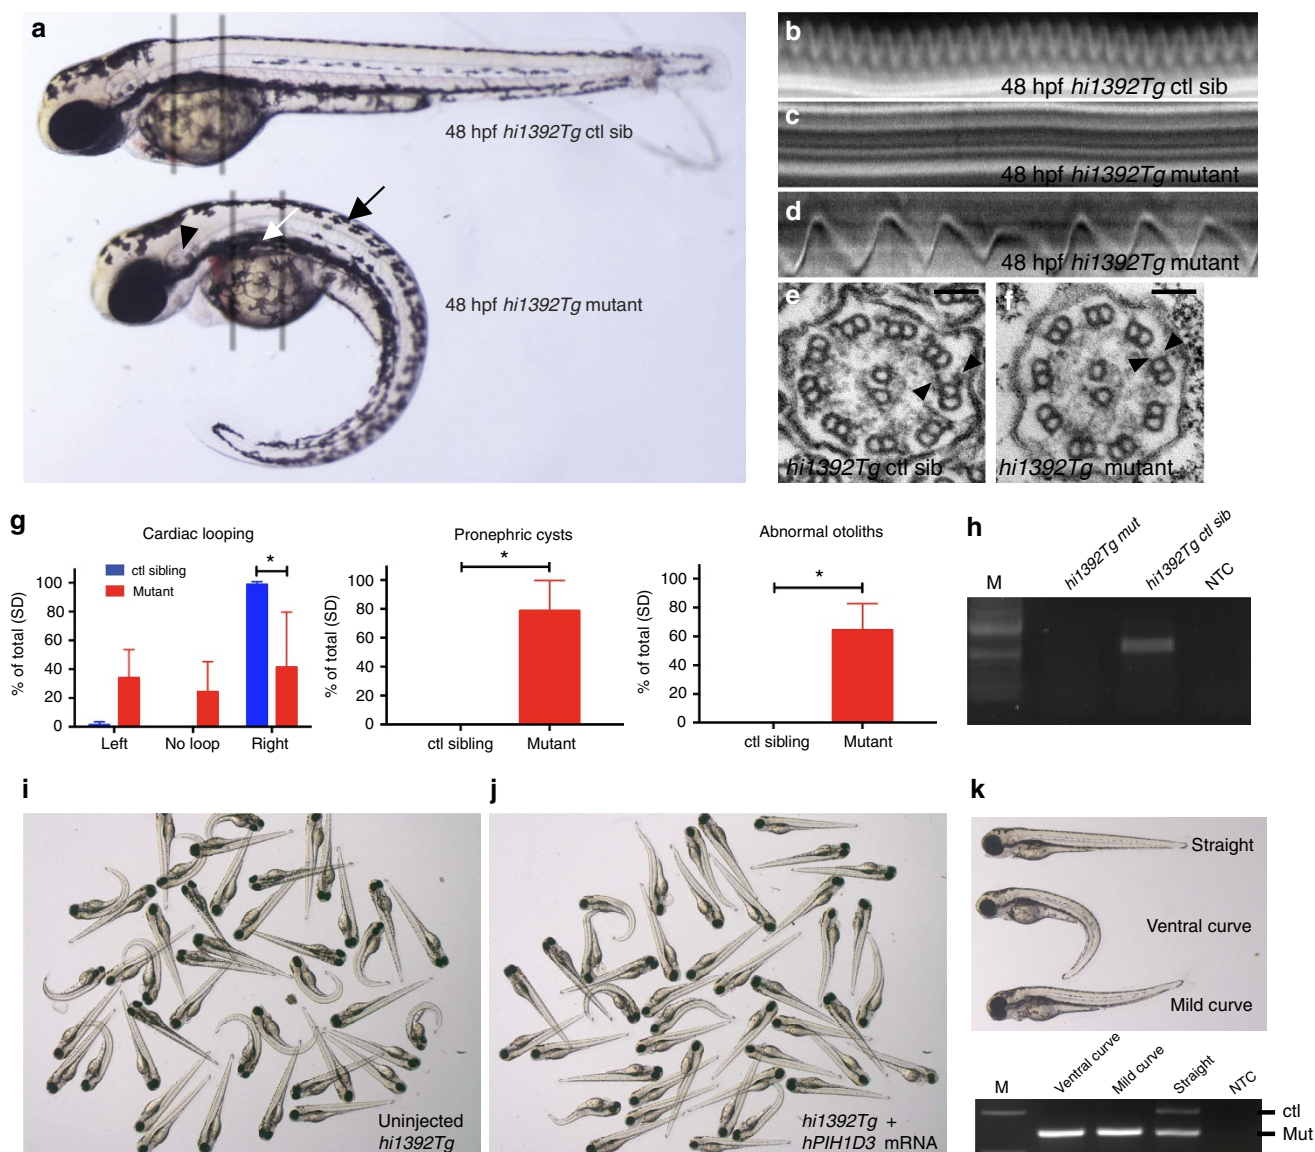 a
48 hpf hi1392Tg ctl sib
48 hpf hi1392Tg mutant
b
48 hpf hi1392Tg ctl sib
c
48 hpf hi1392Tg mutant
d
48 hpf hi1392Tg mutant
e
hi1392Tg ctl sib
f
hi1392Tg mutant
g
Cardiac looping
ctl sibling
Mutant
*
% of total (SD)
100
80
60
40
20
0
Left
No loop
Right
Pronephric cysts
*
% of total (SD)
100
80
60
40
20
0
ctl sibling
Mutant
Abnormal otoliths
*
% of total (SD)
100
80
60
40
20
0
ctl sibling
Mutant
h
M
hi1392Tg mut
hi1392Tg ctl sib
NTC
i
Uninjected
hi1392Tg
j
hi1392Tg +
hPIH1D3 mRNA
k
Straight
Ventral curve
Mild curve
M
Ventral curve
Mild curve
Straight
NTC
ctl
Mut